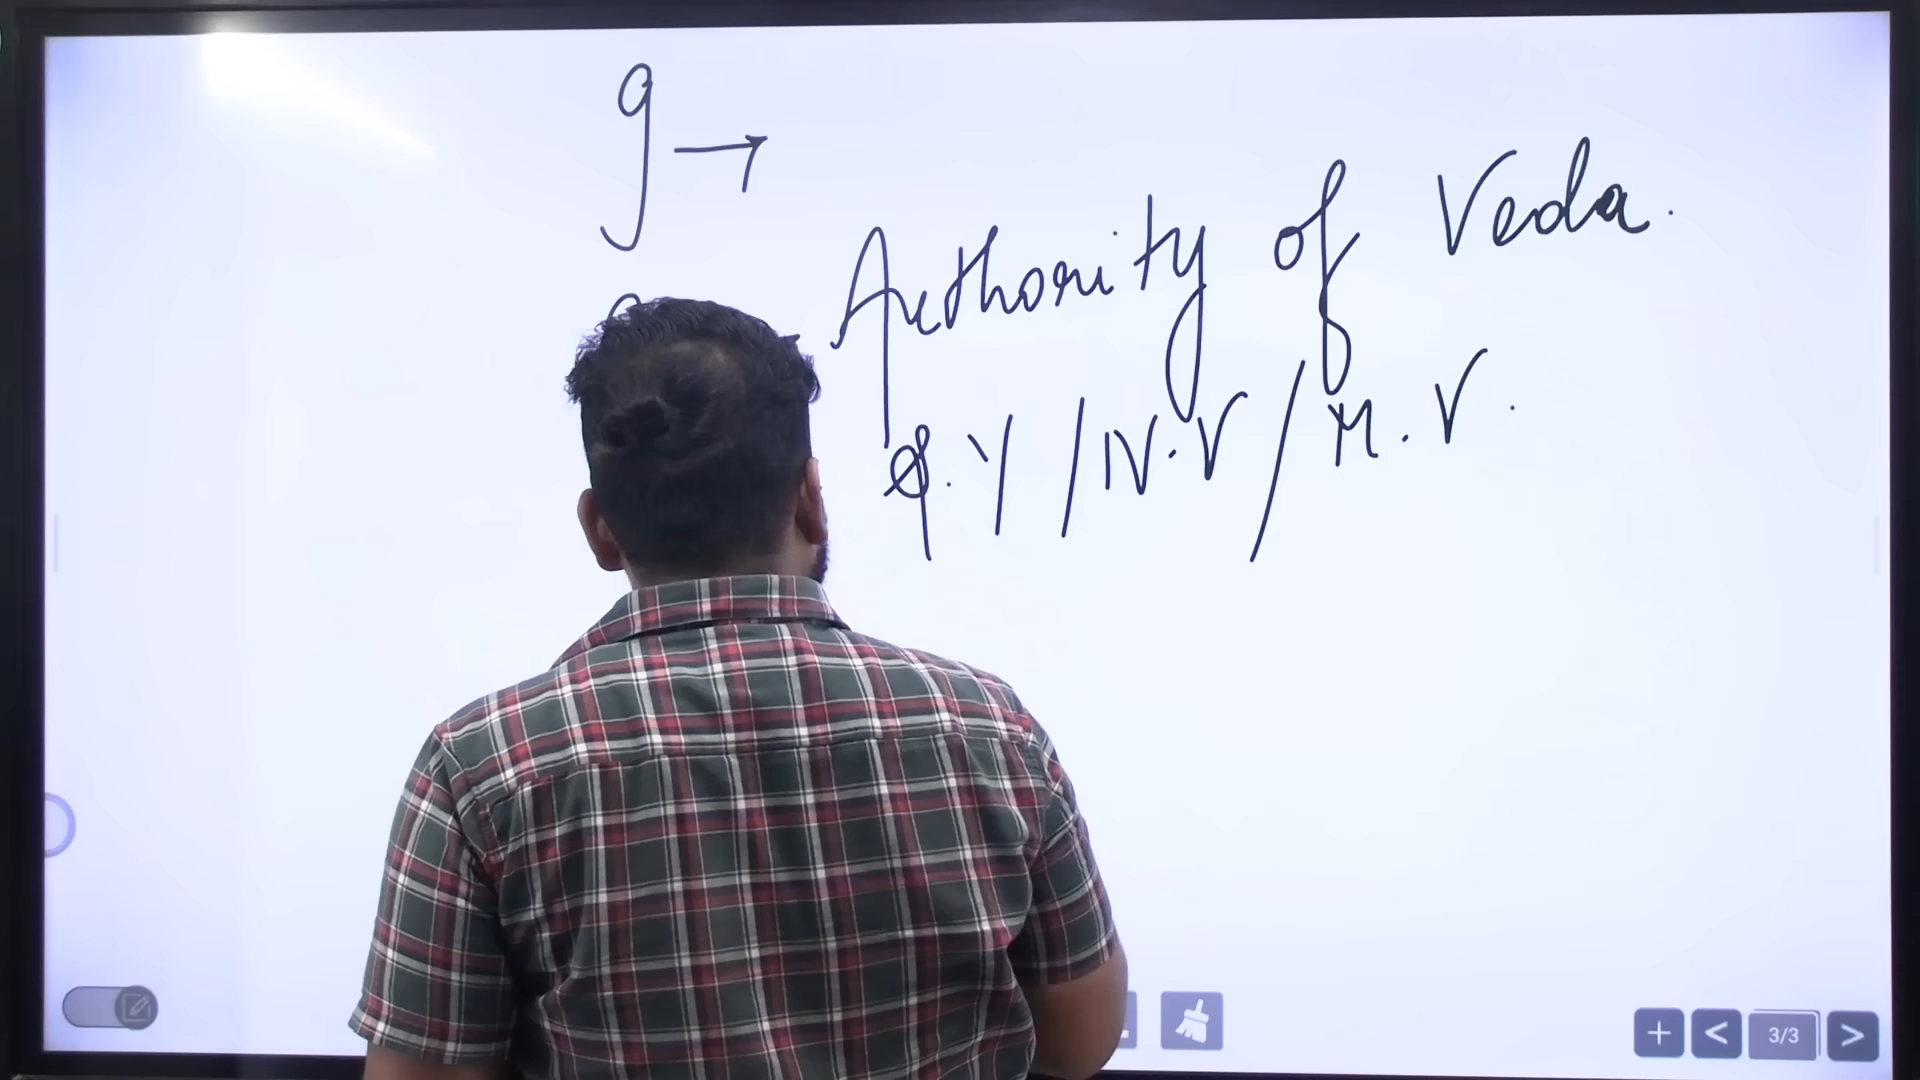 9 →
Authority of Veda.
S.Y / N.V / M.V.
3/3